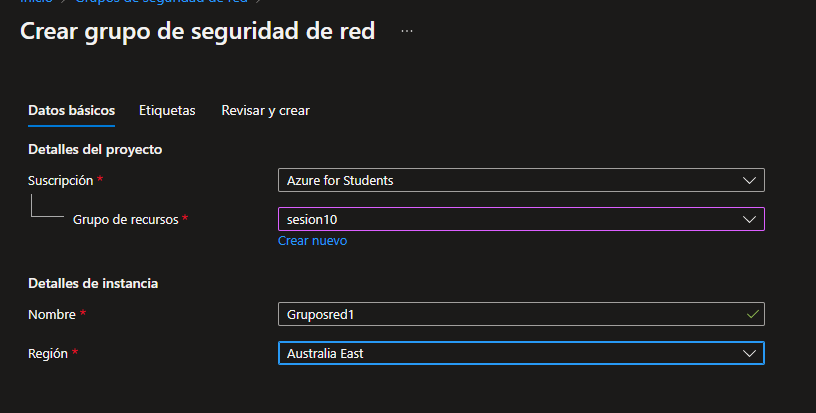 Inicio > Grupos de seguridad de red >
Crear grupo de seguridad de red ...
Datos básicos Etiquetas Revisar y crear
Detalles del proyecto
Suscripción * Azure for Students
Grupo de recursos * sesion10
Crear nuevo
Detalles de instancia
Nombre * Gruposred1
Región * Australia East